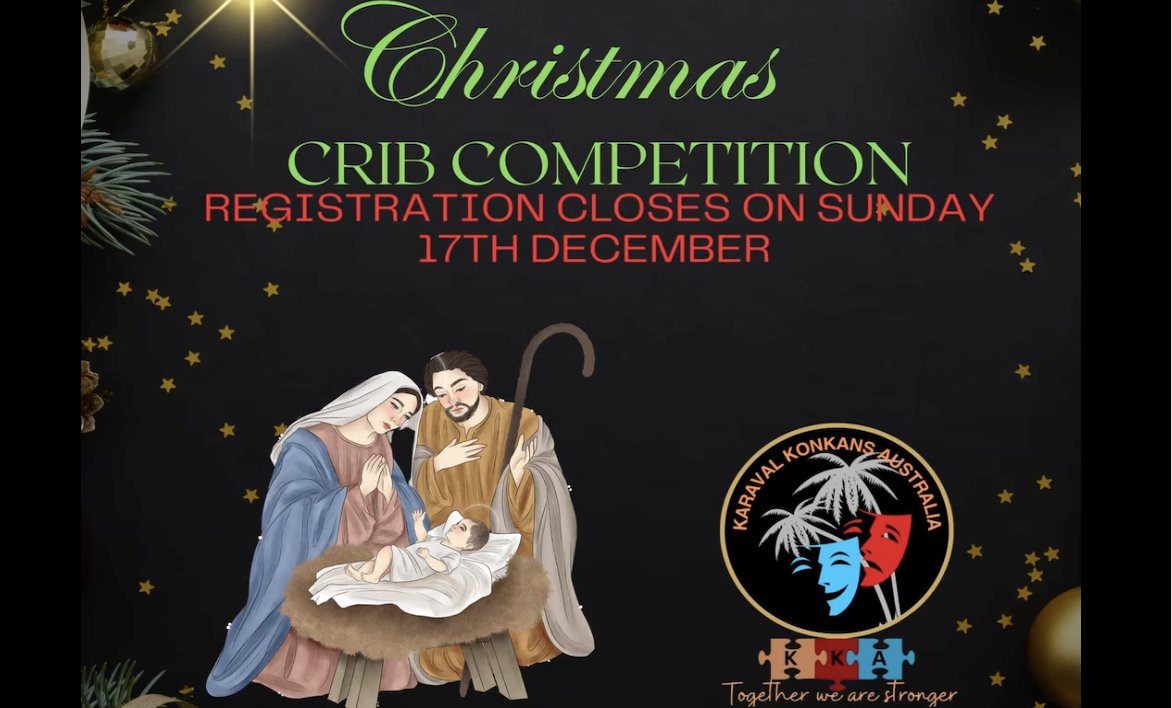 Christmas
CRIB COMPETITION
REGISTRATION CLOSES ON SUNDAY
17TH DECEMBER
KARAVAL KONKANS AUSTRALIA
K K A
Together we are stronger